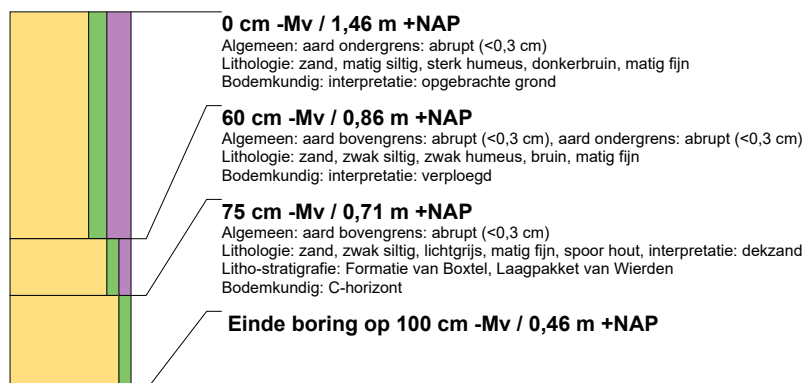 0 cm -Mv / 1,46 m +NAP
Algemeen: aard ondergrens: abrupt (<0,3 cm)
Lithologie: zand, matig siltig, sterk humeus, donkerbruin, matig fijn
Bodemkundig: interpretatie: opgebrachte grond
60 cm -Mv / 0,86 m +NAP
Algemeen: aard bovengrens: abrupt (<0,3 cm), aard ondergrens: abrupt (<0,3 cm)
Lithologie: zand, zwak siltig, zwak humeus, bruin, matig fijn
Bodemkundig: interpretatie: verploegd
75 cm -Mv / 0,71 m +NAP
Algemeen: aard bovengrens: abrupt (<0,3 cm)
Lithologie: zand, zwak siltig, lichtgrijs, matig fijn, spoor hout, interpretatie: dekzand
Litho-stratigrafie: Formatie van Boxtel, Laagpakket van Wierden
Bodemkundig: C-horizont
Einde boring op 100 cm -Mv / 0,46 m +NAP